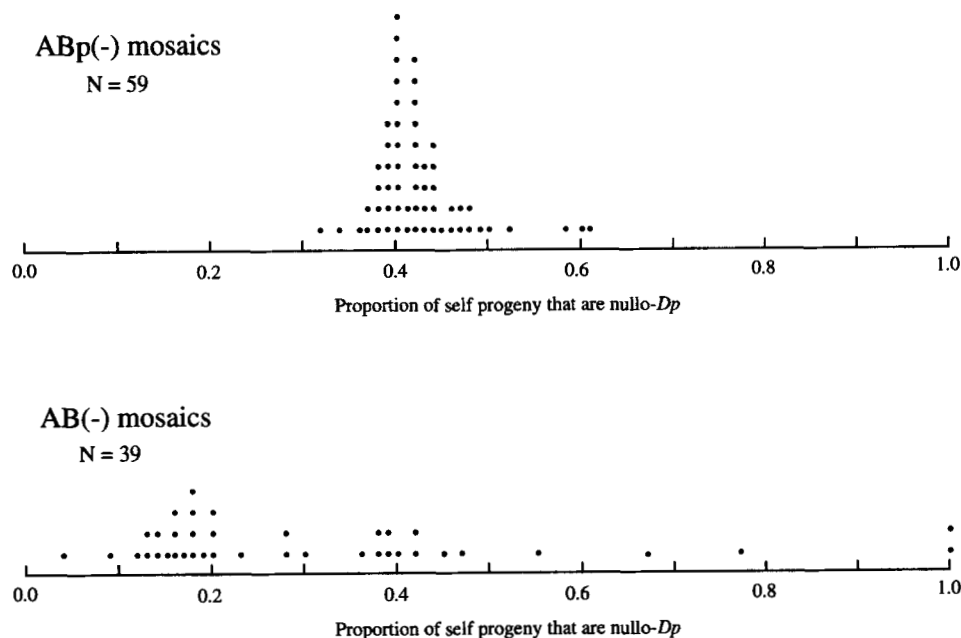 ABp(-) mosaics
N = 59
0.0 0.2 0.4 0.6 0.8 1.0
Proportion of self progeny that are nullo-Dp
AB(-) mosaics
N = 39
0.0 0.2 0.4 0.6 0.8 1.0
Proportion of self progeny that are nullo-Dp